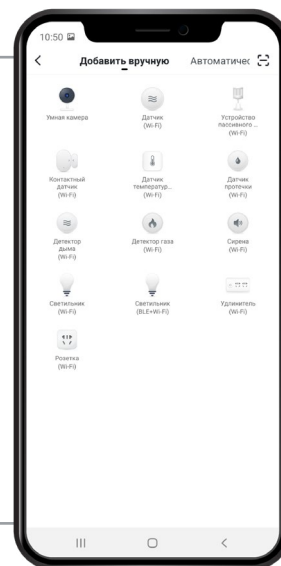 10:50
Добавить вручную Автоматичес
Умная камера
Датчик
(Wi-Fi)
Устройство
пассивного ...
(Wi-Fi)
Контактный
датчик
(Wi-Fi)
Датчик
температур...
(Wi-Fi)
Датчик
протечки
(Wi-Fi)
Детектор
дыма
(Wi-Fi)
Детектор газа
(Wi-Fi)
Сирена
(Wi-Fi)
Светильник
(Wi-Fi)
Светильник
(BLE+Wi-Fi)
Удлинитель
(Wi-Fi)
Розетка
(Wi-Fi)